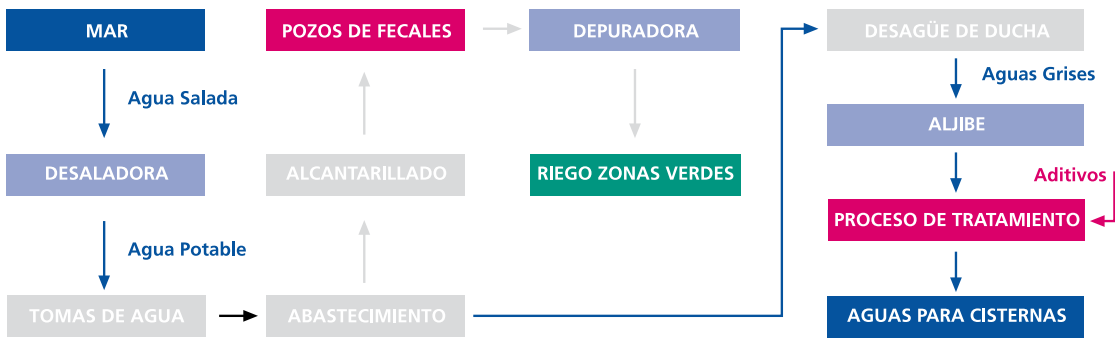 MAR
Agua Salada
DESALADORA
Agua Potable
TOMAS DE AGUA
POZOS DE FECALES
ALCANTARILLADO
ABASTECIMIENTO
DEPURADORA
RIEGO ZONAS VERDES
DESAGÜE DE DUCHA
Aguas Grises
ALJIBE
Aditivos
PROCESO DE TRATAMIENTO
AGUAS PARA CISTERNAS